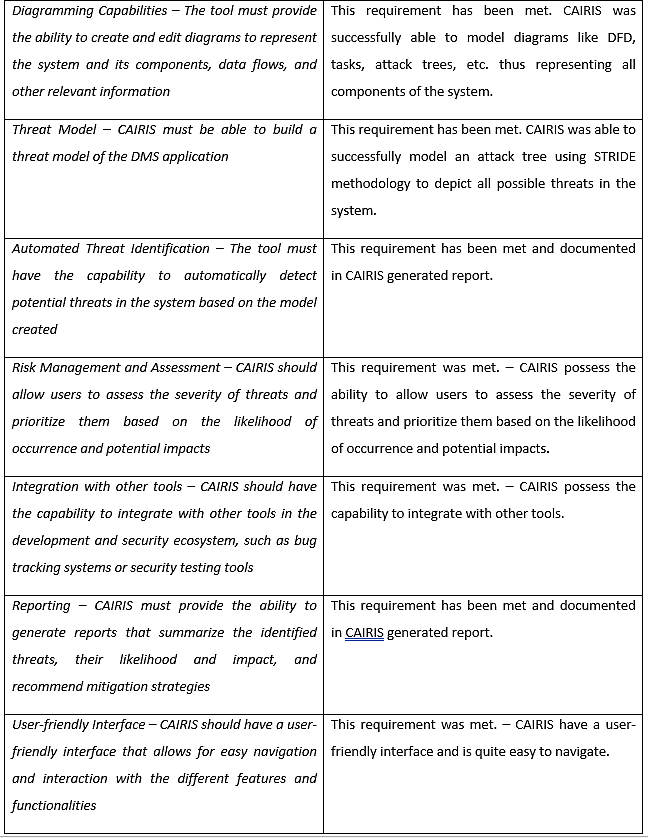 Diagramming Capabilities – The tool must provide
the ability to create and edit diagrams to represent
the system and its components, data flows, and
other relevant information
This requirement has been met. CAIRIS was
successfully able to model diagrams like DFD,
tasks, attack trees, etc. thus representing all
components of the system.
Threat Model – CAIRIS must be able to build a
threat model of the DMS application
This requirement has been met. CAIRIS was able to
successfully model an attack tree using STRIDE
methodology to depict all possible threats in the
system.
Automated Threat Identification – The tool must
have the capability to automatically detect
potential threats in the system based on the model
created
This requirement has been met and documented
in CAIRIS generated report.
Risk Management and Assessment – CAIRIS should
allow users to assess the severity of threats and
prioritize them based on the likelihood of
occurrence and potential impacts
This requirement was met. – CAIRIS possess the
ability to allow users to assess the severity of
threats and prioritize them based on the likelihood
of occurrence and potential impacts.
Integration with other tools – CAIRIS should have
the capability to integrate with other tools in the
development and security ecosystem, such as bug
tracking systems or security testing tools
This requirement was met. – CAIRIS possess the
capability to integrate with other tools.
Reporting – CAIRIS must provide the ability to
generate reports that summarize the identified
threats, their likelihood and impact, and
recommend mitigation strategies
This requirement has been met and documented
in CAIRIS generated report.
User-friendly Interface – CAIRIS should have a user-
friendly interface that allows for easy navigation
and interaction with the different features and
functionalities
This requirement was met. – CAIRIS have a user-
friendly interface and is quite easy to navigate.